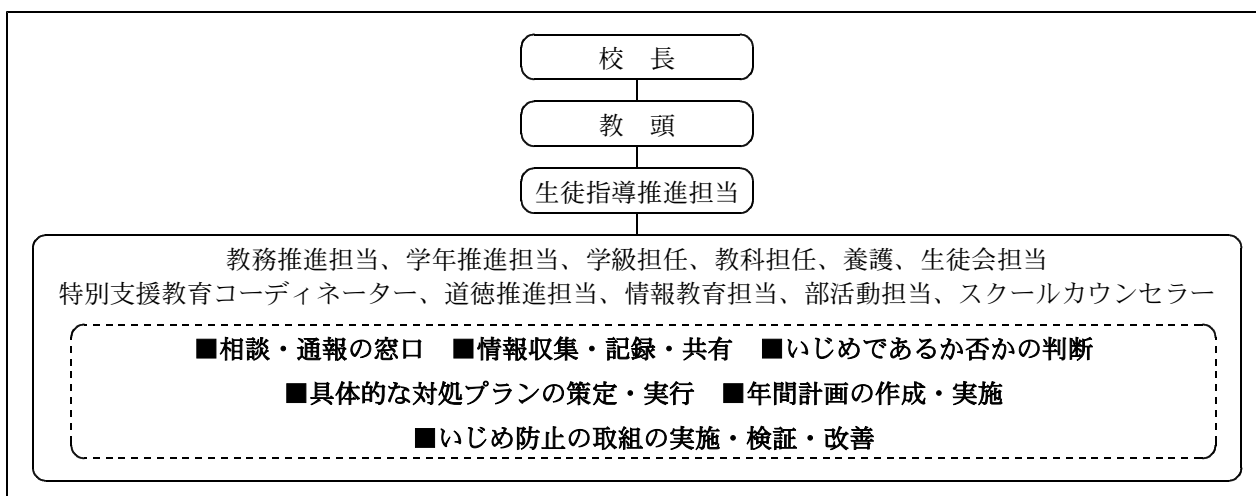 校　長
教　頭
生徒指導推進担当
教務推進担当、学年推進担当、学級担任、教科担任、養護、生徒会担当
特別支援教育コーディネーター、道徳推進担当、情報教育担当、部活動担当、スクールカウンセラー
■相談・通報の窓口　■情報収集・記録・共有　■いじめであるか否かの判断
■具体的な対処プランの策定・実行　■年間計画の作成・実施
■いじめ防止の取組の実施・検証・改善